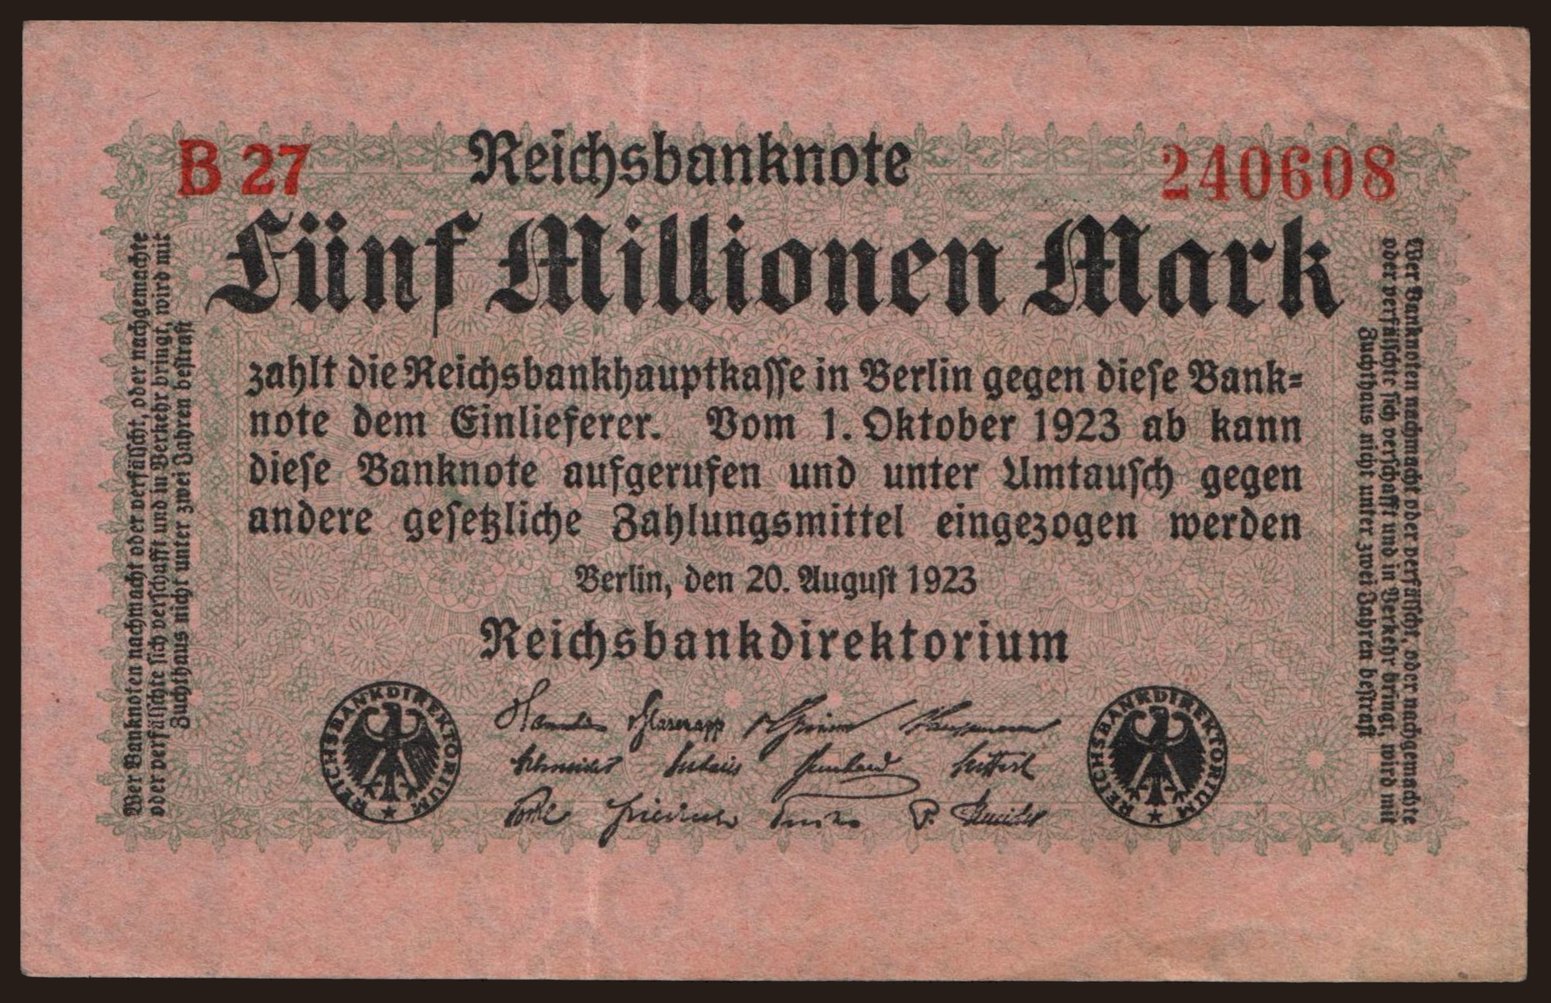 B 27
Reichsbanknote
240608
Fünf Millionen Mark
zahlt die Reichsbankhauptkasse in Berlin gegen diese Bank=
note dem Einlieferer. Vom 1. Oktober 1923 ab kann
diese Banknote aufgerufen und unter Umtausch gegen
andere gesetzliche Zahlungsmittel eingezogen werden
Berlin, den 20. August 1923
Reichsbankdirektorium
REICHSBANKDIREKTORIUM
REICHSBANKDIREKTORIUM
Wer Banknoten nachmacht oder verfälscht, oder nachgemachte
oder verfälschte sich verschafft und in Verkehr bringt, wird mit
Zuchthaus nicht unter zwei Jahren bestraft
Wer Banknoten nachmacht oder verfälscht, oder nachgemachte
oder verfälschte sich verschafft und in Verkehr bringt, wird mit
Zuchthaus nicht unter zwei Jahren bestraft